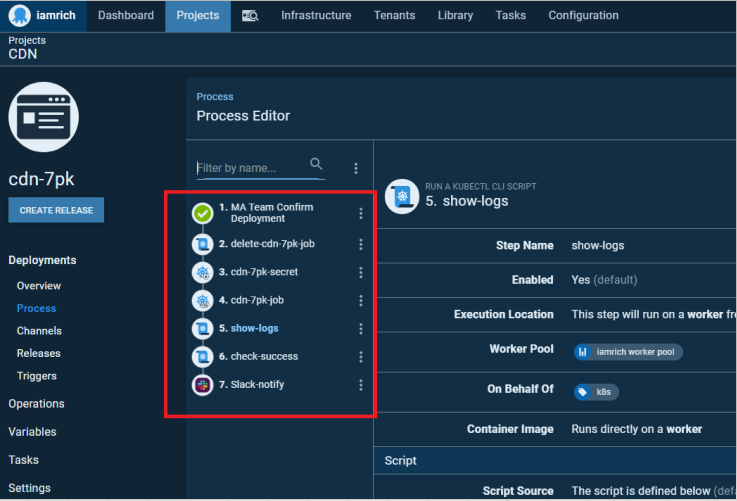 iamrich Dashboard Projects Infrastructure Tenants Library Tasks Configuration
Projects
CDN
cdn-7pk
CREATE RELEASE
Deployments
Overview
Process
Channels
Releases
Triggers
Operations
Variables
Tasks
Settings
Process
Process Editor
Filter by name...
1. MA Team Confirm
Deployment
2. delete-cdn-7pk-job
3. cdn-7pk-secret
4. cdn-7pk-job
5. show-logs
6. check-success
7. Slack-notify
RUN A KUBECTL CLI SCRIPT
5. show-logs
Step Name show-logs
Enabled Yes (default)
Execution Location This step will run on a worker fr
Worker Pool iamrich worker pool
On Behalf Of k8s
Container Image Runs directly on a worker
Script
Script Source The script is defined below (def